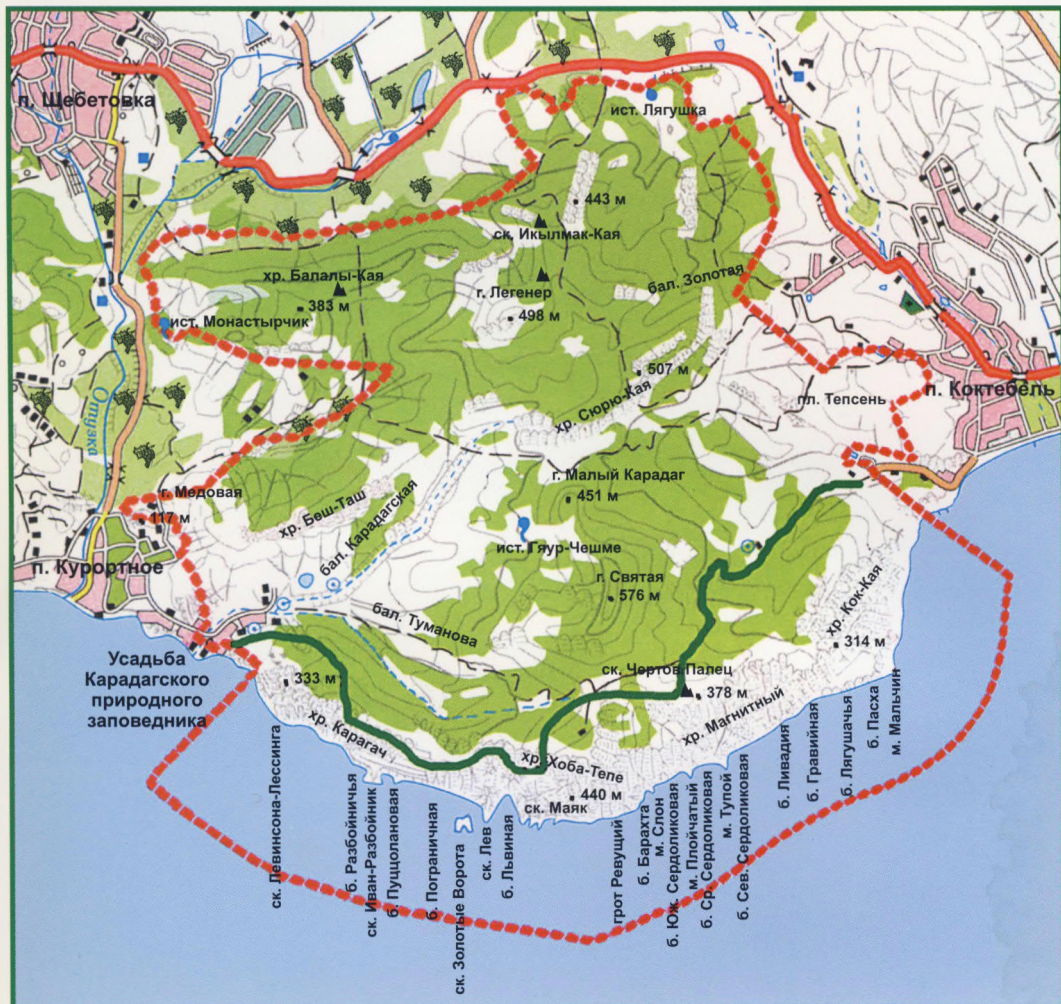 п. Щебетовка
ист. Лягушка
443 м
ск. Икылмак-Кая
хр. Балалы-Кая
383 м
г. Легенер
498 м
бал. Золотая
ист. Монастырчик
507 м
хр. Сюрю-Кая
пл. Тепсень
п. Коктебель
Отузка
г. Медовая
117 м
хр. Беш-Таш
бал. Карадагская
г. Малый Карадаг
451 м
ист. Гяур-Чешме
п. Курортное
г. Святая
576 м
бал. Туманова
хр. Кок-Кая
314 м
Усадьба
Карадагского
природного
заповедника
333 м
хр. Карагач
ск. Чертов Палец
378 м
хр. Магнитный
хр. Хоба-Тепе
440 м
ск. Маяк
ск. Левинсона-Лессинга
б. Разбойничья
ск. Иван-Разбойник
б. Пуццолановая
б. Пограничная
ск. Золотые Ворота
ск. Лев
б. Львиная
грот Ревущий
б. Барахта
м. Слон
б. Юж. Сердоликовая
м. Плойчатый
б. Ср. Сердоликовая
м. Тупой
б. Сев. Сердоликовая
б. Ливадия
б. Гравийная
б. Лягушачья
б. Пасха
м. Мальчин